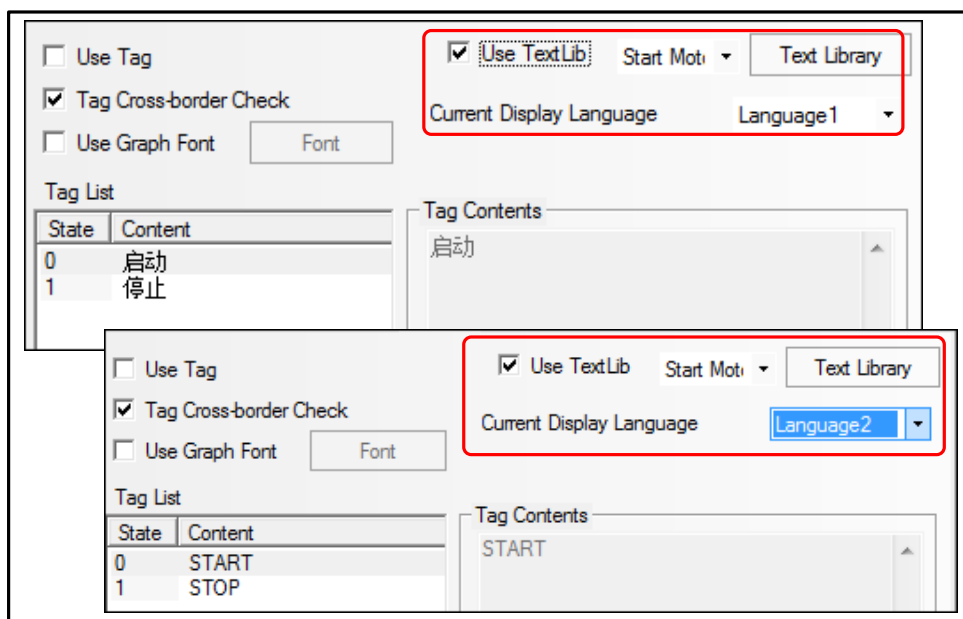 Use Tag
Use TextLib Start Mot Text Library
Tag Cross-border Check
Current Display Language Language1
Use Graph Font Font
Tag List
Tag Contents
State Content
0 启动
启动
1 停止
Use Tag
Use TextLib Start Mot Text Library
Tag Cross-border Check
Current Display Language Language2
Use Graph Font Font
Tag List
Tag Contents
State Content
0 START
START
1 STOP